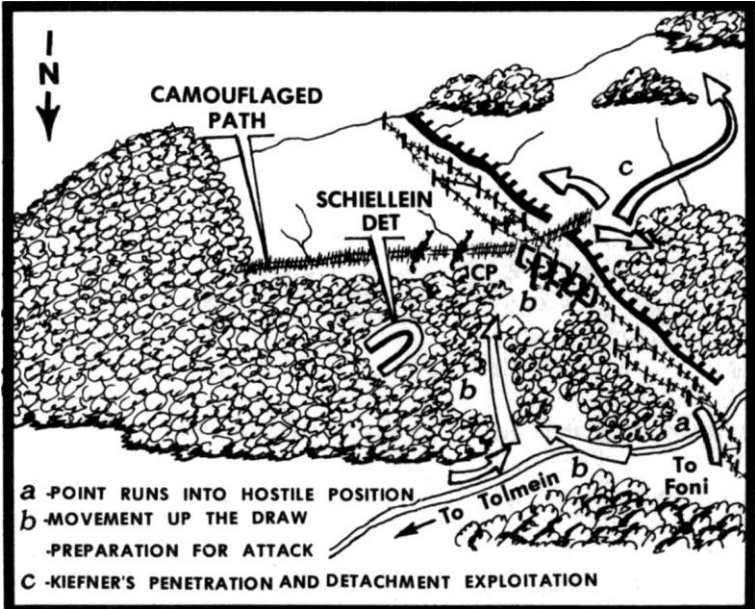 N
CAMOUFLAGED
PATH
SCHIELLEIN
DET
c
CP
b
b
a
b
To Tolmein
To
Foni
a -POINT RUNS INTO HOSTILE POSITION
b -MOVEMENT UP THE DRAW
-PREPARATION FOR ATTACK
C -KIEFNER'S PENETRATION AND DETACHMENT EXPLOITATION